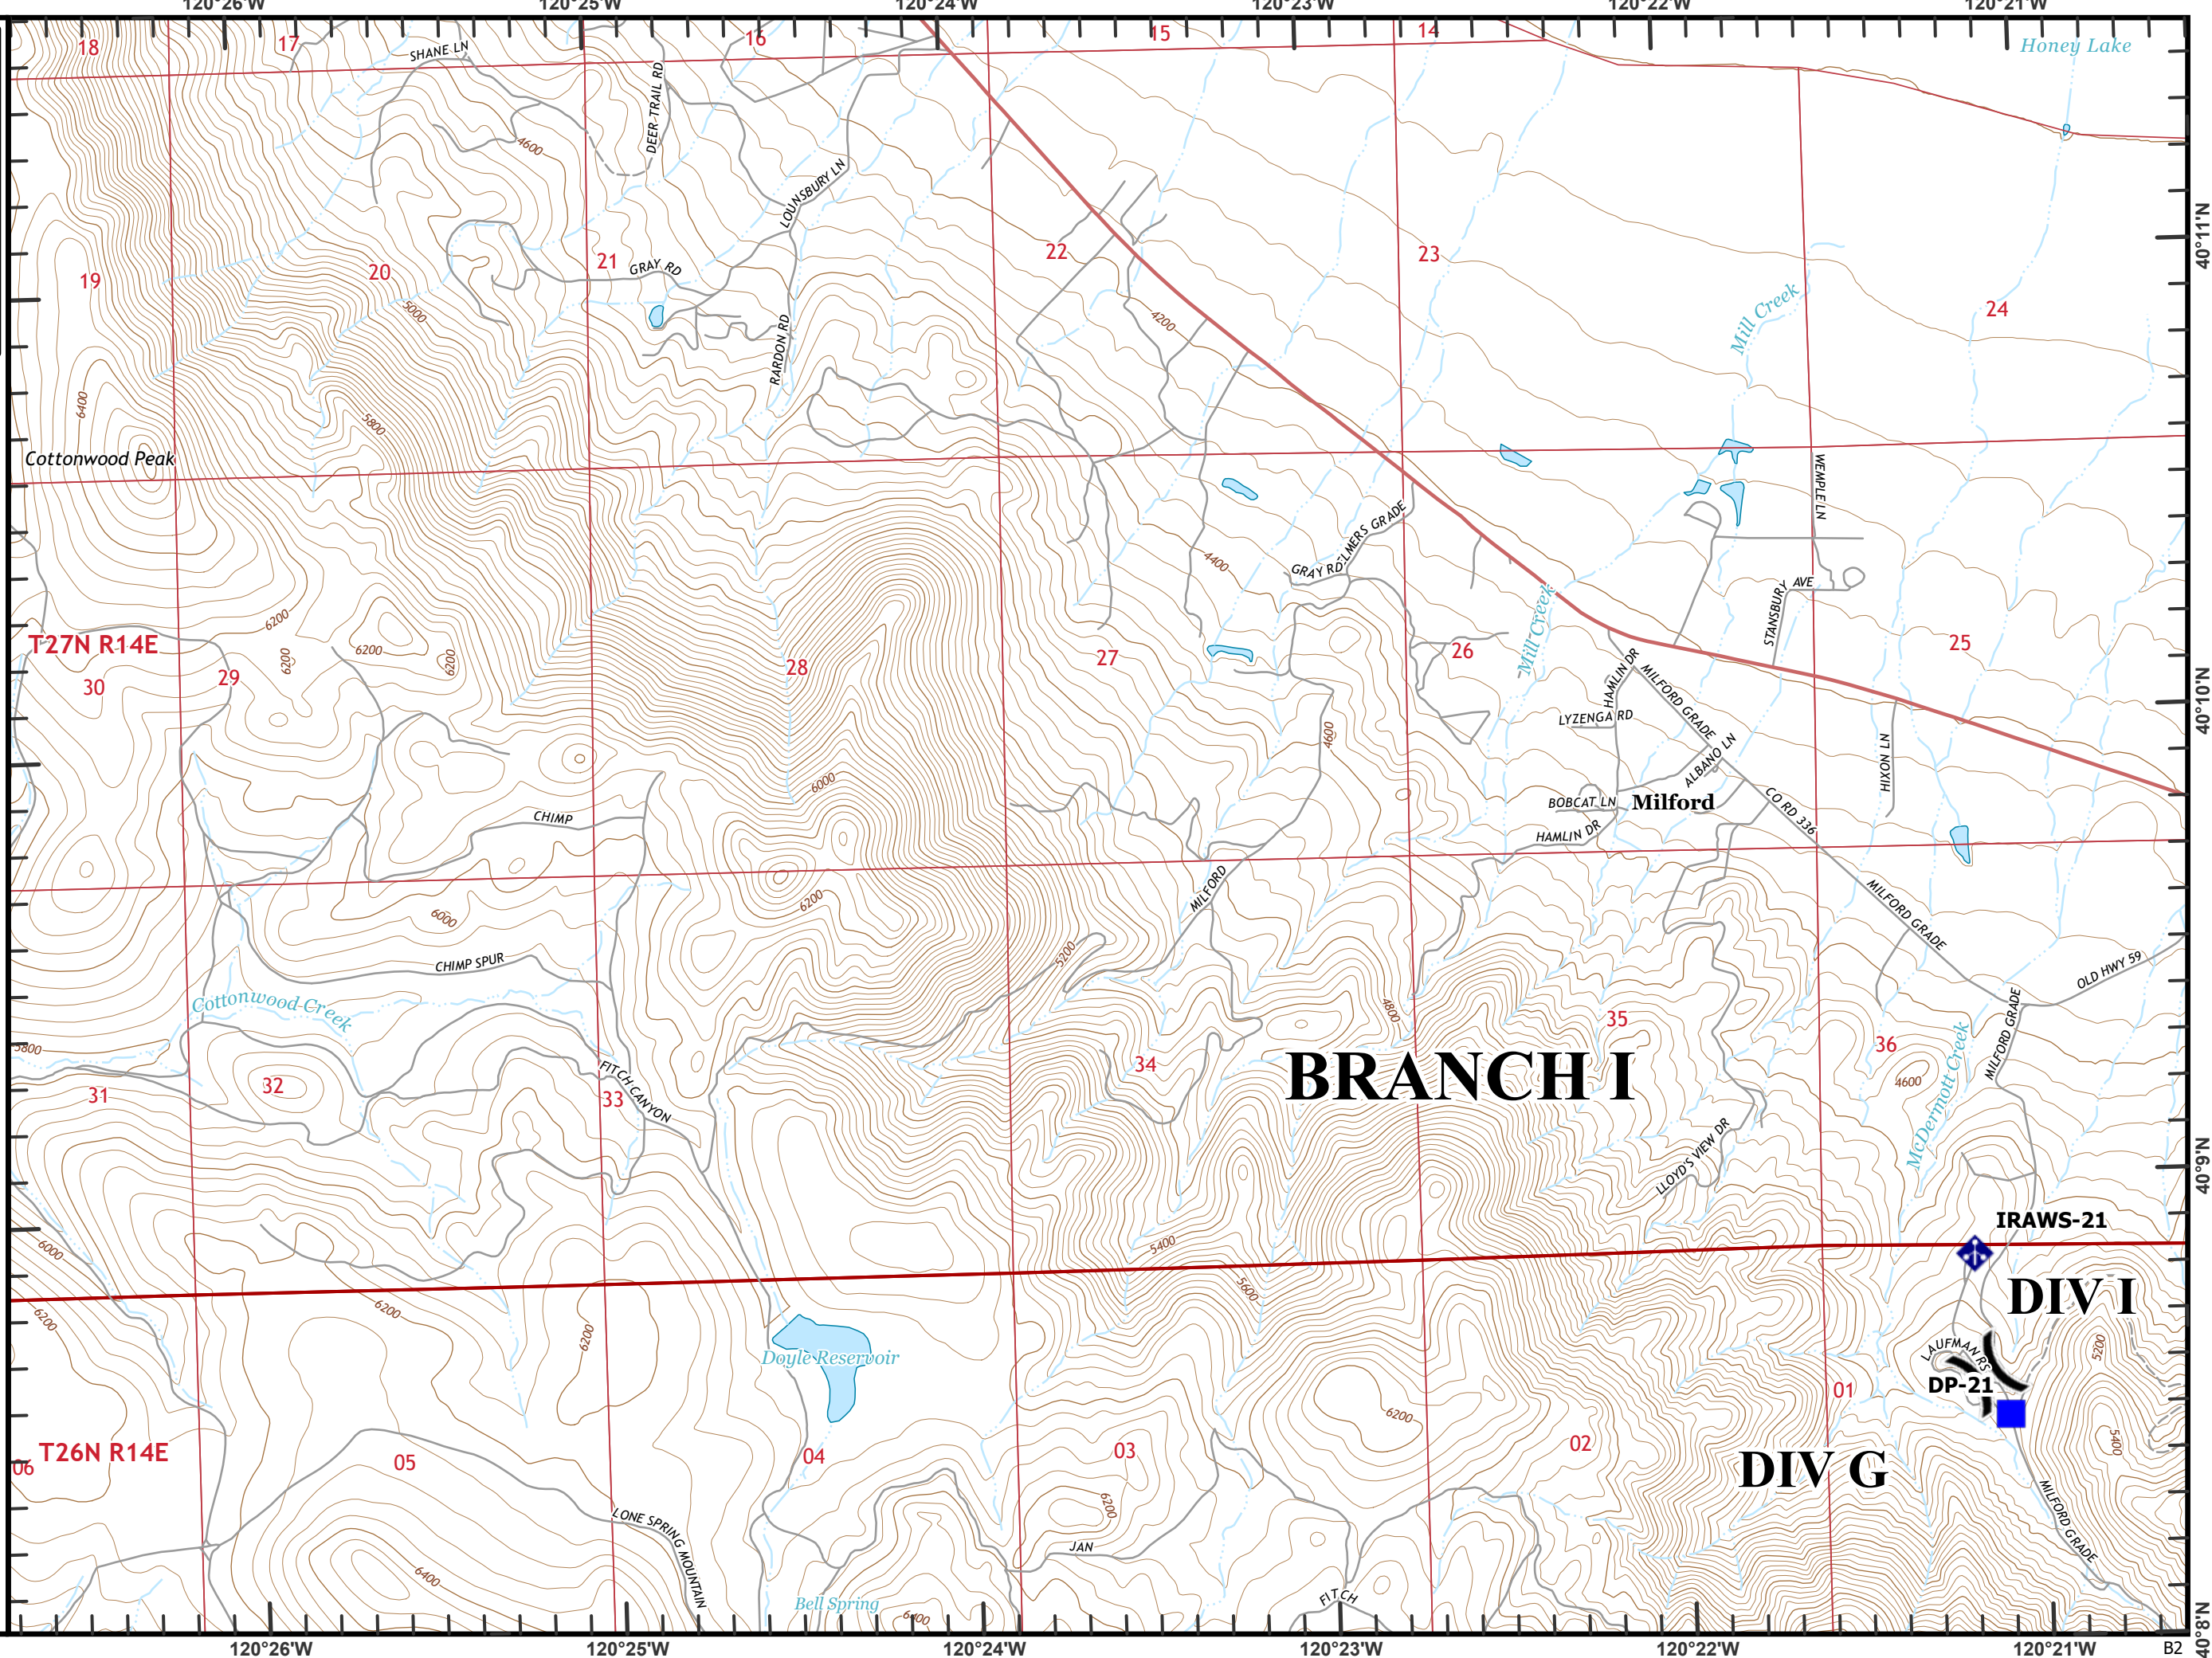 120°26'W
120°25'W
120°24'W
120°23'W
120°22'W
120°21'W
18
17
16
15
14
Honey Lake
SHANE LN
DEER-TRAIL RD
4600
LOUNSBURY LN
40°11'N
19
20
21
22
23
24
GRAY RD
5000
4200
Mill Creek
RARDON RD
6400
5800
Cottonwood Peak
WEMPLE LN
GRAY RD-ELMERS GRADE
4400
STANSBURY AVE
Mill Creek
6200
6200
6200
6200
T27N R14E
30
29
28
27
26
25
HAMLIN DR
MILFORD GRADE
LYZENGA RD
40°10'N
4600
ALBANO LN
HIXON LN
6000
CHIMP
BOBCAT LN
Milford
CO RD 336
HAMLIN DR
MILFORD
6200
6000
MILFORD GRADE
5200
CHIMP SPUR
OLD HWY 59
Cottonwood Creek
4800
MILFORD GRADE
5800
35
36
34
BRANCH I
McDermott Creek
4600
31
32
33
FITCH CANYON
LLOYD'S VIEW DR
40°9'N
IRAWS-21
6000
5400
5600
DIV I
6200
6200
6200
5200
Doyle Reservoir
LAUFMAN RS
DP-21
01
6200
5400
T26N R14E
06
05
04
03
02
DIV G
6200
LONE SPRING MOUNTAIN
JAN
MILFORD GRADE
6400
FITCH
Bell Spring
6400
40°8'N
120°26'W
120°25'W
120°24'W
120°23'W
120°22'W
120°21'W
B2